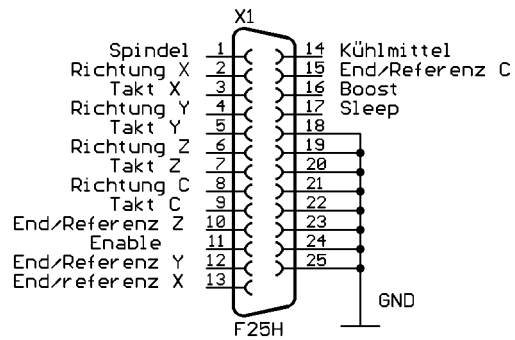 X1
Spindel 1 14 Kühlmittel
Richtung X 2 15 End/Referenz C
Takt X 3 16 Boost
Richtung Y 4 17 Sleep
Takt Y 5 18
Richtung Z 6 19
Takt Z 7 20
Richtung C 8 21
Takt C 9 22
End/Referenz Z 10 23
Enable 11 24
End/Referenz Y 12 25
End/referenz X 13
GND
F25H